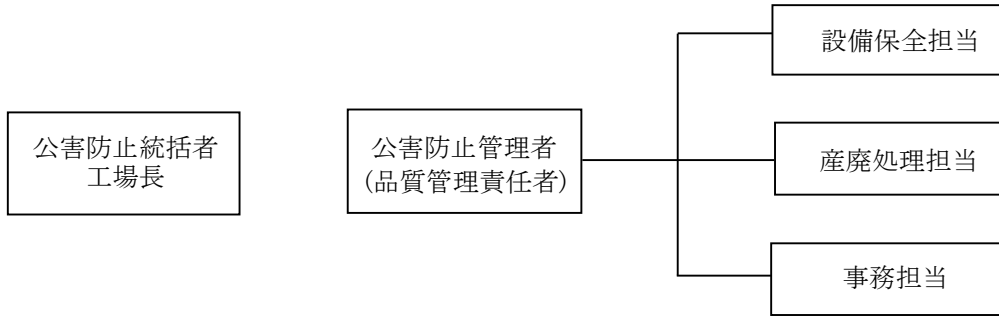 公害防止統括者
工場長
公害防止管理者
(品質管理責任者)
設備保全担当
産廃処理担当
事務担当